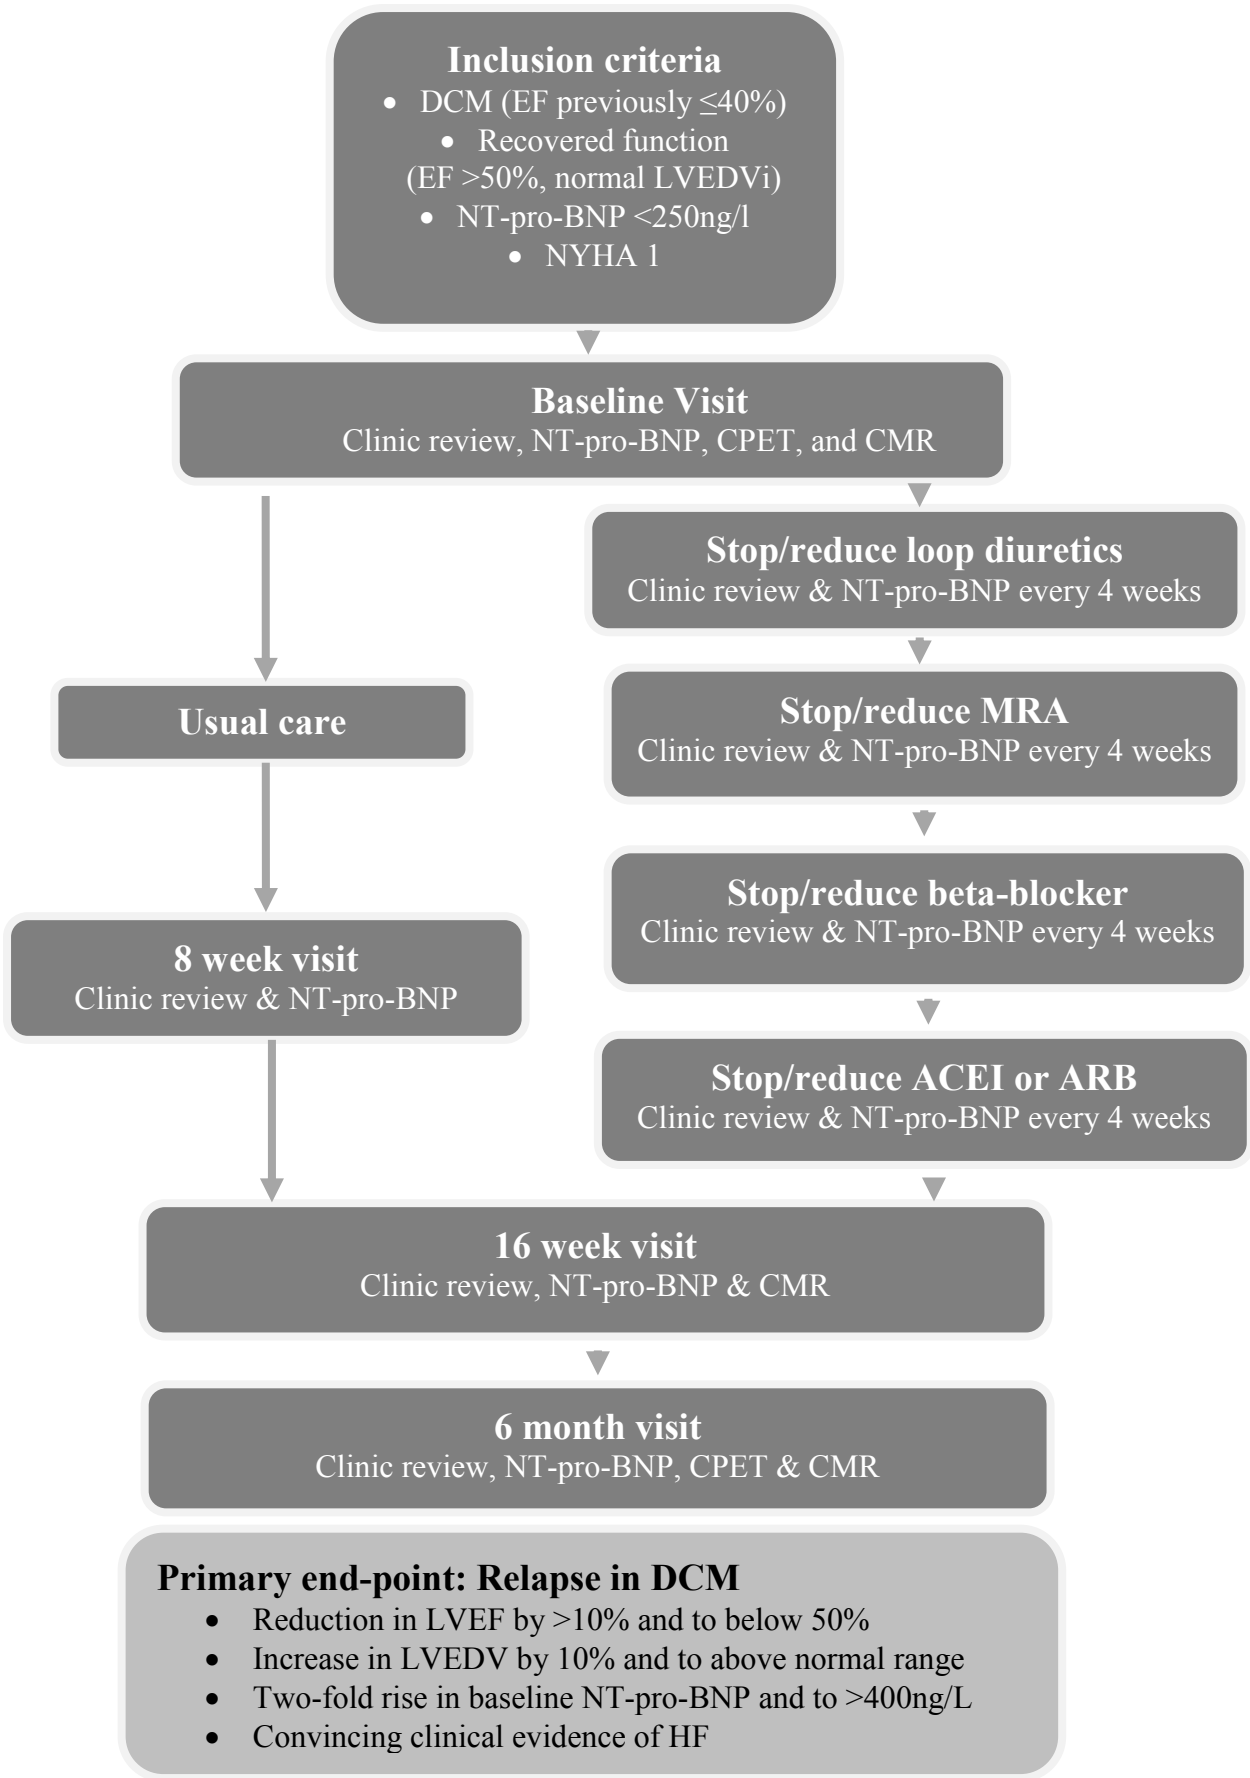 Inclusion criteria
• DCM (EF previously ≤40%)
• Recovered function
(EF >50%, normal LVEDVi)
• NT-pro-BNP <250ng/l
• NYHA 1
Baseline Visit
Clinic review, NT-pro-BNP, CPET, and CMR
Stop/reduce loop diuretics
Clinic review & NT-pro-BNP every 4 weeks
Stop/reduce MRA
Clinic review & NT-pro-BNP every 4 weeks
Usual care
Stop/reduce beta-blocker
Clinic review & NT-pro-BNP every 4 weeks
8 week visit
Clinic review & NT-pro-BNP
Stop/reduce ACEI or ARB
Clinic review & NT-pro-BNP every 4 weeks
16 week visit
Clinic review, NT-pro-BNP & CMR
6 month visit
Clinic review, NT-pro-BNP, CPET & CMR
Primary end-point: Relapse in DCM
• Reduction in LVEF by >10% and to below 50%
• Increase in LVEDV by 10% and to above normal range
• Two-fold rise in baseline NT-pro-BNP and to >400ng/L
• Convincing clinical evidence of HF